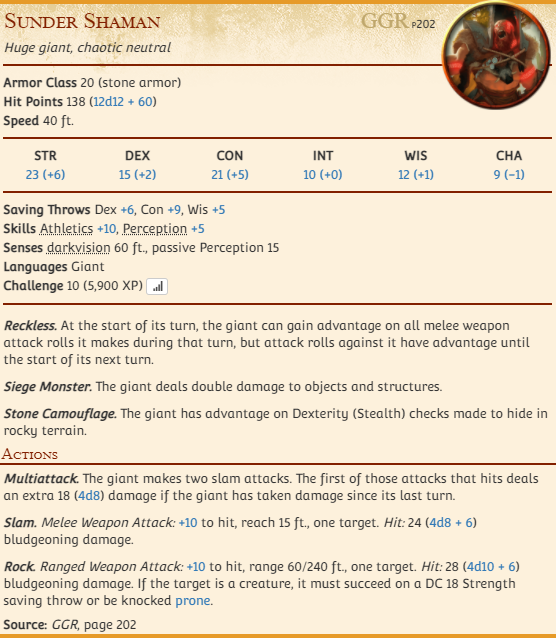 Sunder Shaman GGR p202
Huge giant, chaotic neutral
Armor Class 20 (stone armor)
Hit Points 138 (12d12 + 60)
Speed 40 ft.
STR DEX CON INT WIS CHA
23 (+6) 15 (+2) 21 (+5) 10 (+0) 12 (+1) 9 (−1)
Saving Throws Dex +6, Con +9, Wis +5
Skills Athletics +10, Perception +5
Senses darkvision 60 ft., passive Perception 15
Languages Giant
Challenge 10 (5,900 XP)
Reckless. At the start of its turn, the giant can gain advantage on all melee weapon
attack rolls it makes during that turn, but attack rolls against it have advantage until
the start of its next turn.
Siege Monster. The giant deals double damage to objects and structures.
Stone Camouflage. The giant has advantage on Dexterity (Stealth) checks made to hide in
rocky terrain.
Actions
Multiattack. The giant makes two slam attacks. The first of those attacks that hits deals
an extra 18 (4d8) damage if the giant has taken damage since its last turn.
Slam. Melee Weapon Attack: +10 to hit, reach 15 ft., one target. Hit: 24 (4d8 + 6)
bludgeoning damage.
Rock. Ranged Weapon Attack: +10 to hit, range 60/240 ft., one target. Hit: 28 (4d10 + 6)
bludgeoning damage. If the target is a creature, it must succeed on a DC 18 Strength
saving throw or be knocked prone.
Source: GGR, page 202